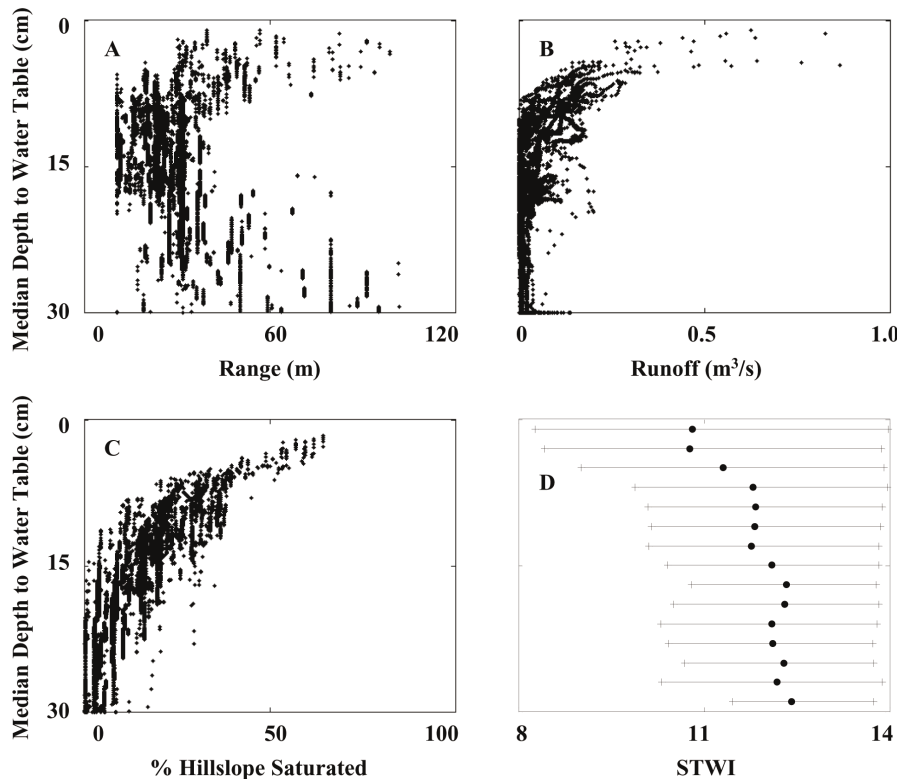 0
A
15
30
Median Depth to Water Table (cm)
0 60 120
Range (m)
B
0 0.5 1.0
Runoff (m³/s)
0
C
15
30
Median Depth to Water Table (cm)
0 50 100
% Hillslope Saturated
D
8 11 14
STWI